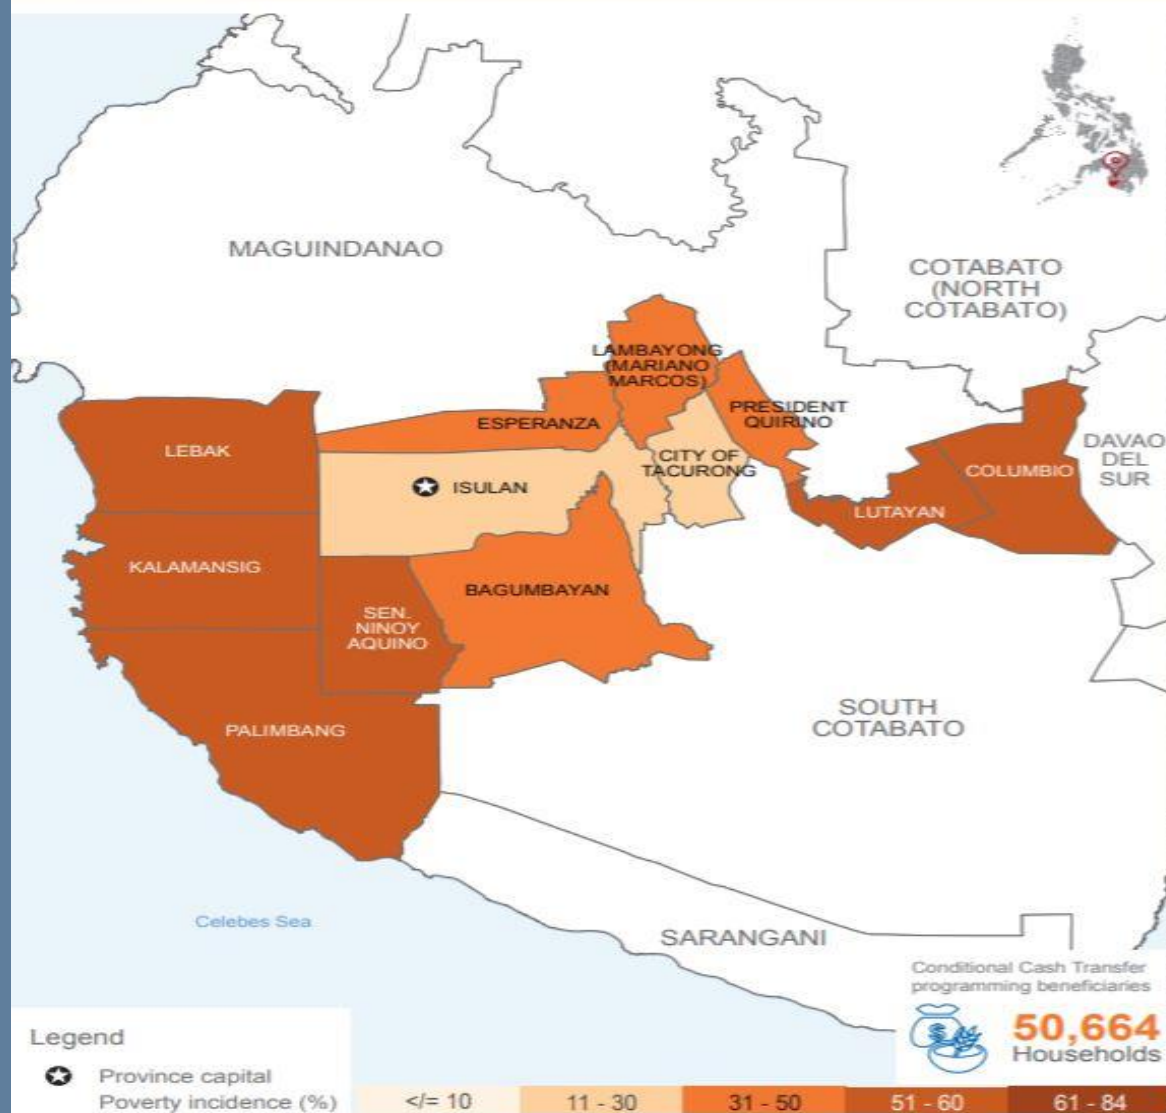 MAGUINDANAO
COTABATO
(NORTH
COTABATO)
LAMBAYONG
(MARIANO
MARCOS)
PRESIDENT
QUIRINO
ESPERANZA
LEBAK
CITY OF
TACURONG
DAVAO
DEL
SUR
COLUMBIO
ISULAN
LUTAYAN
KALAMANSIG
BAGUMBAYAN
SEN.
NINOY
AQUINO
SOUTH
COTABATO
PALIMBANG
Celebes Sea
SARANGANI
Conditional Cash Transfer
programming beneficiaries
50,664
Households
Legend
Province capital
Poverty incidence (%)
</= 10
11 - 30
31 - 50
51 - 60
61 - 84